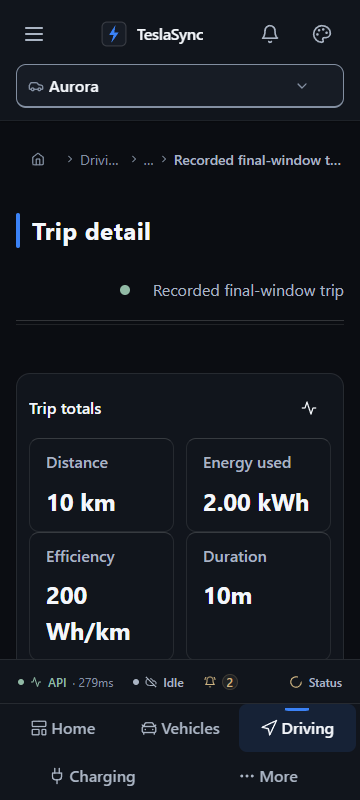 TeslaSync
Aurora
Drivi... ... Recorded final-window t...
Trip detail
Recorded final-window trip
Trip totals
Distance Energy used
10 km 2.00 kWh
Efficiency Duration
200 10m
Wh/km
API · 279ms Idle 2 Status
Home Vehicles Driving
Charging More